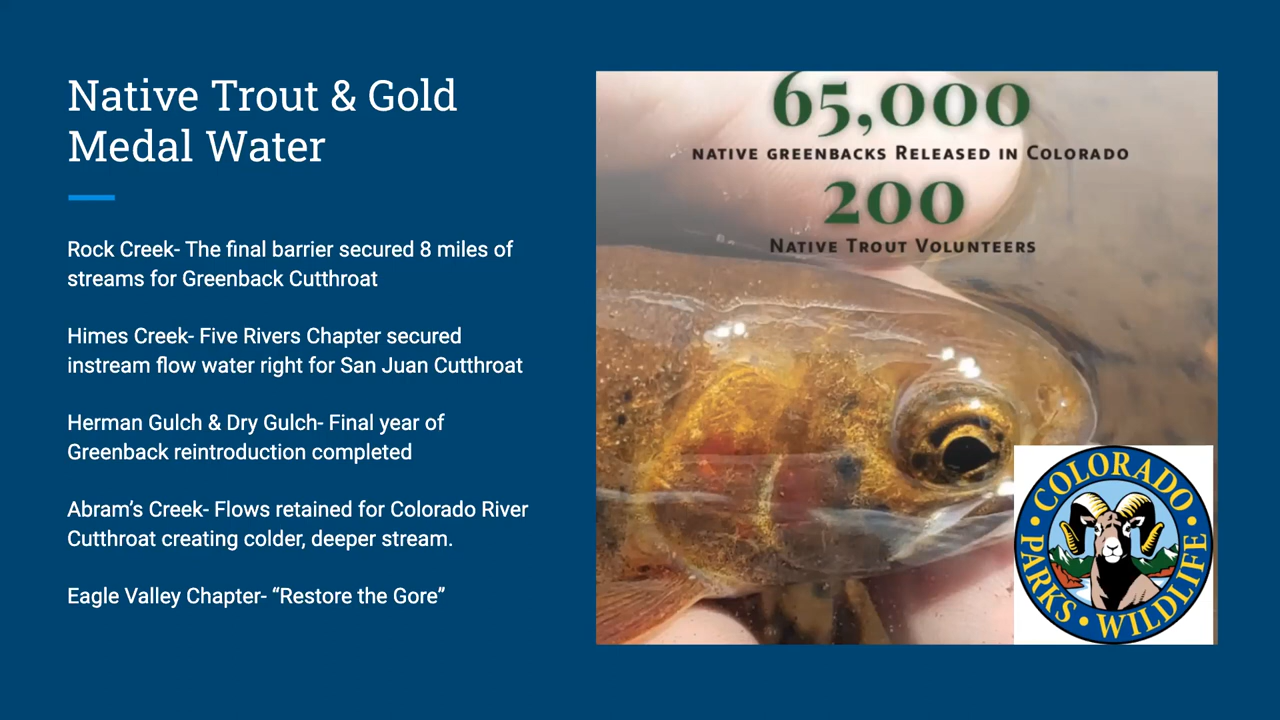 Native Trout & Gold
Medal Water
Rock Creek- The final barrier secured 8 miles of
streams for Greenback Cutthroat
Himes Creek- Five Rivers Chapter secured
instream flow water right for San Juan Cutthroat
Herman Gulch & Dry Gulch- Final year of
Greenback reintroduction completed
Abram’s Creek- Flows retained for Colorado River
Cutthroat creating colder, deeper stream.
Eagle Valley Chapter- “Restore the Gore”
65,000
NATIVE GREENBACKS RELEASED IN COLORADO
200
NATIVE TROUT VOLUNTEERS
COLORADO
PARKS • WILDLIFE